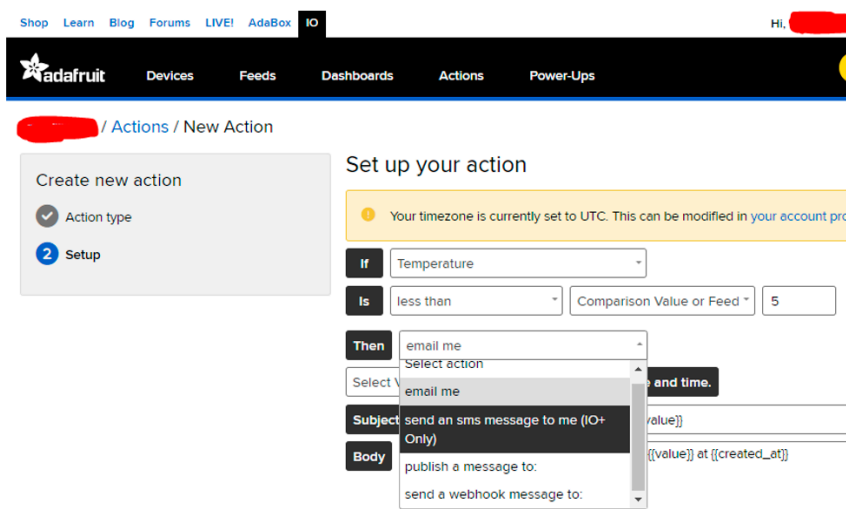 Shop Learn Blog Forums LIVE! AdaBox IO
Hi,
adafruit Devices Feeds Dashboards Actions Power-Ups
/ Actions / New Action
Create new action
Action type
2 Setup
Set up your action
Your timezone is currently set to UTC. This can be modified in your account pro
If Temperature
Is less than Comparison Value or Feed 5
Then email me
Select action
Select and time.
email me
Subject value}}
send an sms message to me (IO+
Only)
Body {{value}} at {{created_at}}
publish a message to:
send a webhook message to: